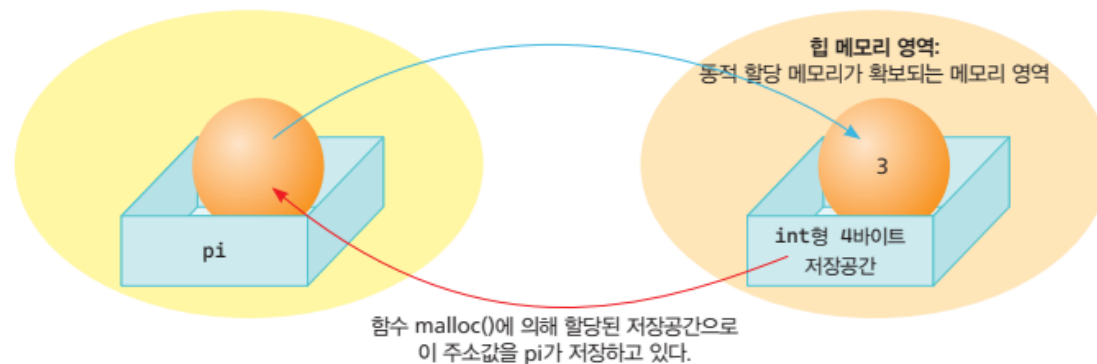 힙 메모리 영역:
동적 할당 메모리가 확보되는 메모리 영역
3
pi
int형 4바이트
저장공간
함수 malloc()에 의해 할당된 저장공간으로
이 주소값을 pi가 저장하고 있다.